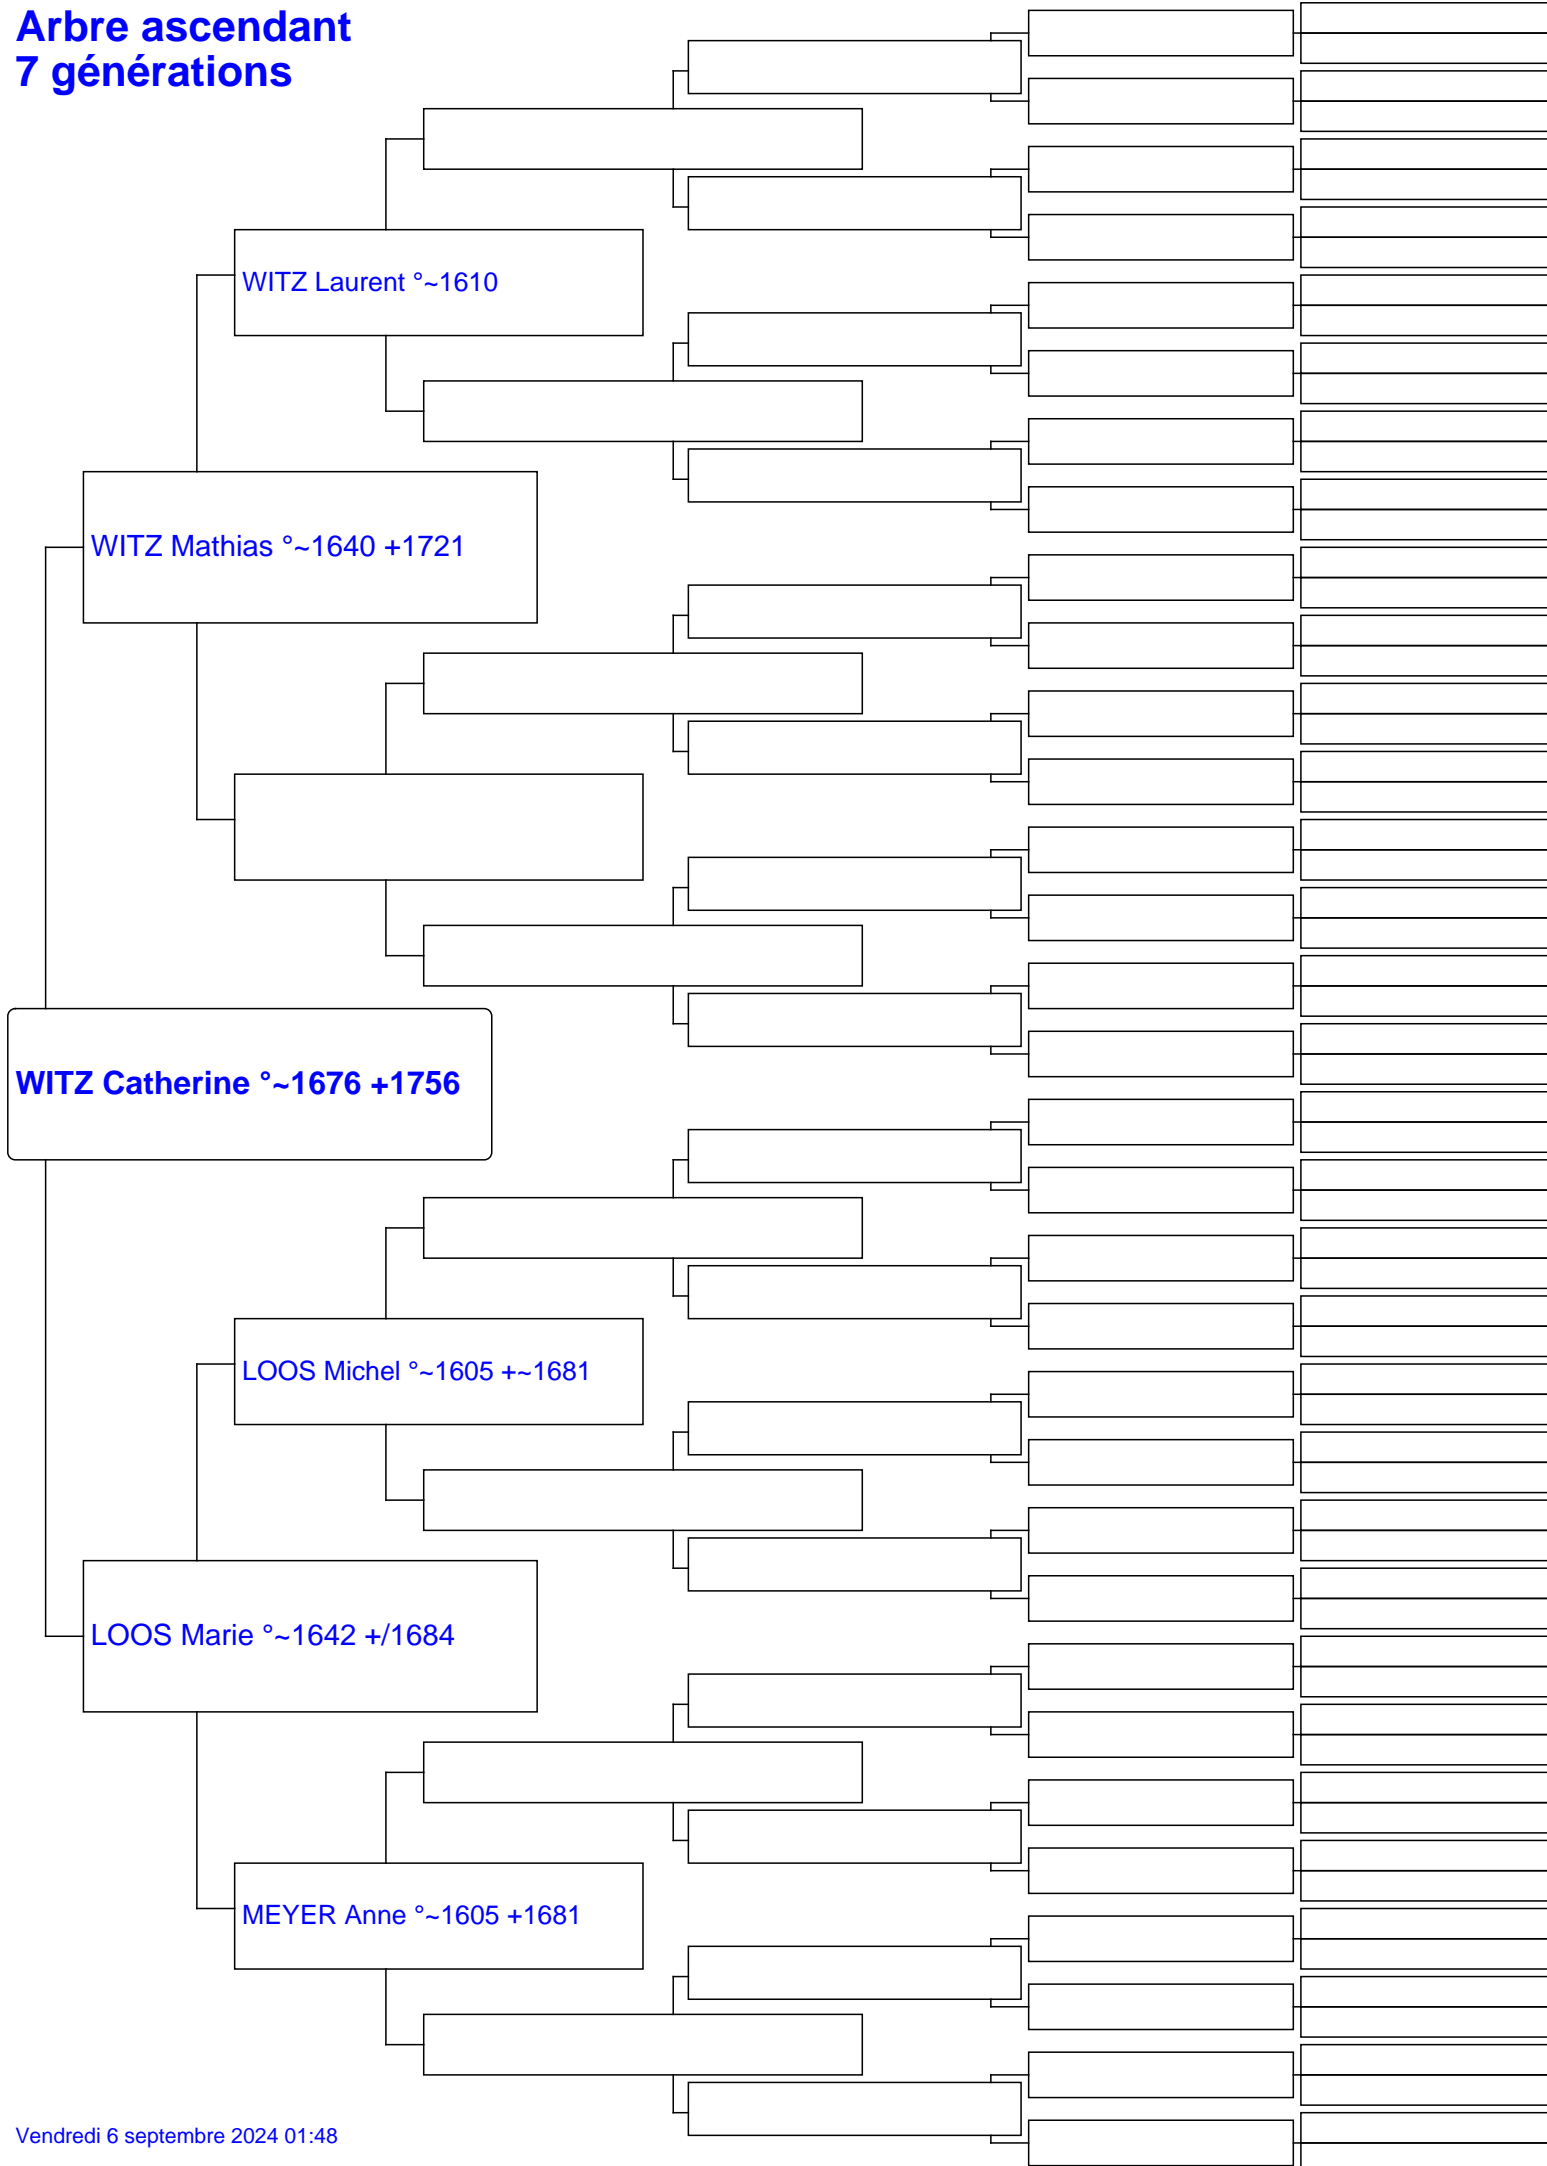 Arbre ascendant
7 générations
WITZ Laurent °~1610
WITZ Mathias °~1640 +1721
WITZ Catherine °~1676 +1756
LOOS Michel °~1605 +~1681
LOOS Marie °~1642 +/1684
MEYER Anne °~1605 +1681
Vendredi 6 septembre 2024 01:48